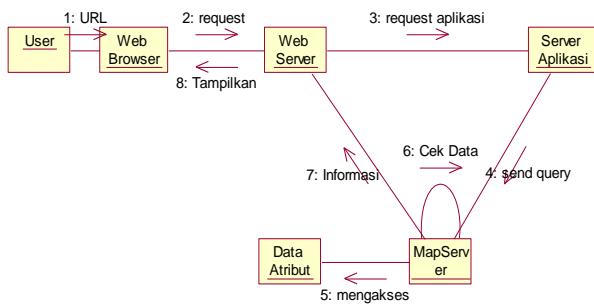 1: URL
2: request
3: request aplikasi
User
Web
Browser
Web
Server
Server
Aplikasi
8: Tampilkan
6: Cek Data
7: Informasi
4: send query
Data
Atribut
MapServ
er
5: mengakses